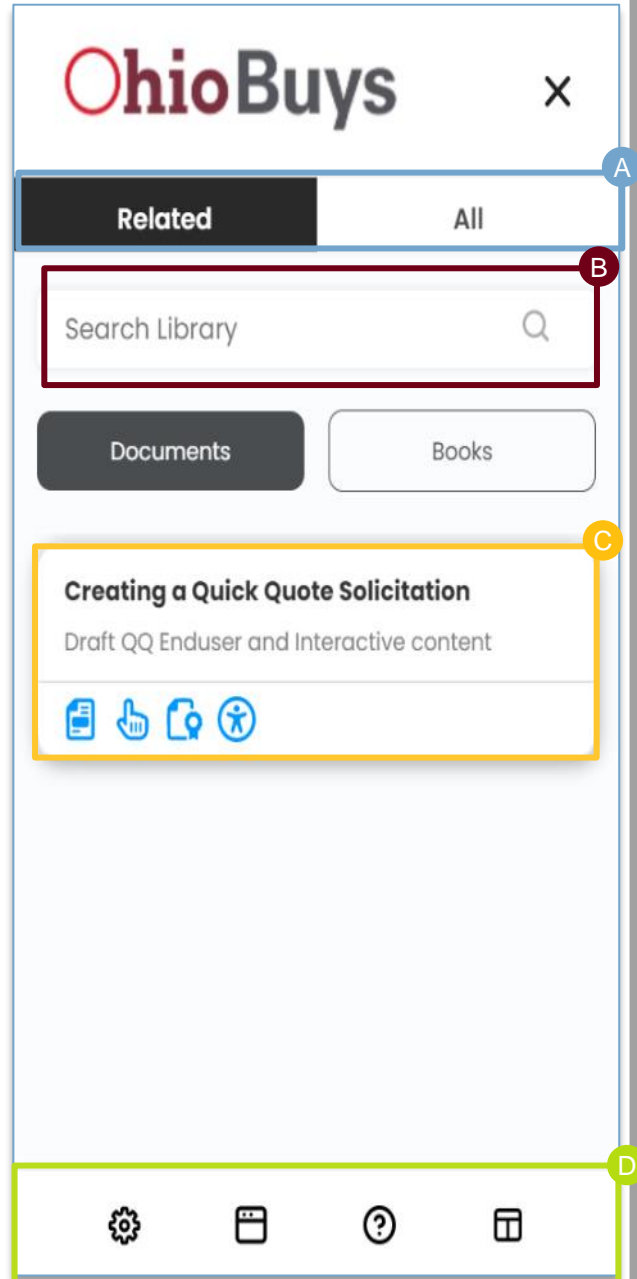 OhioBuys
A
Related All
B
Search Library
Documents Books
C
Creating a Quick Quote Solicitation
Draft QQ Enduser and Interactive content
D